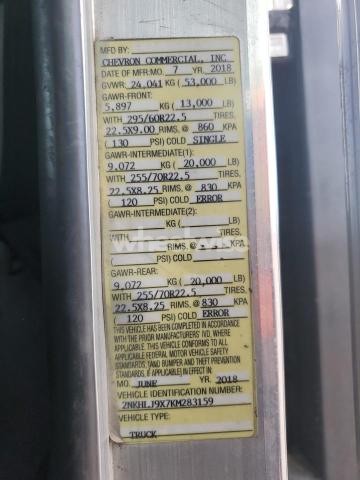 MFD BY:
CHEVRON COMMERCIAL, INC
DATE OF MFR: MO. 7 YR. 2018
GVWR: 24,041 KG ( 53,000 LB)
GAWR-FRONT:
5,897 KG ( 13,000 LB)
WITH 295/60R22.5 TIRES,
22.5X9.00 RIMS, @ 860 KPA
( 130 PSI) COLD SINGLE
GAWR-INTERMEDIATE(1):
9,072 KG ( 20,000 LB)
WITH 255/70R22.5 TIRES,
22.5X8.25 RIMS, @ 830 KPA
( 120 PSI) COLD ERROR
GAWR-INTERMEDIATE(2):
KG ( LB)
WITH TIRES,
RIMS, @ KPA
( PSI) COLD
GAWR-REAR:
9,072 KG ( 20,000 LB)
WITH 255/70R22.5 TIRES,
22.5X8.25 RIMS, @ 830 KPA
( 120 PSI) COLD ERROR
THIS VEHICLE HAS BEEN COMPLETED IN ACCORDANCE
WITH THE PRIOR MANUFACTURERS' IVD, WHERE
APPLICABLE. THIS VEHICLE CONFORMS TO ALL
APPLICABLE FEDERAL MOTOR VEHICLE SAFETY
STANDARDS, [AND BUMPER AND THEFT PREVENTION
STANDARDS, IF APPLICABLE] IN EFFECT IN:
MO. JUNE YR. 2018
VEHICLE IDENTIFICATION NUMBER:
2NKHLJ9X7KM283159
VEHICLE TYPE:
TRUCK